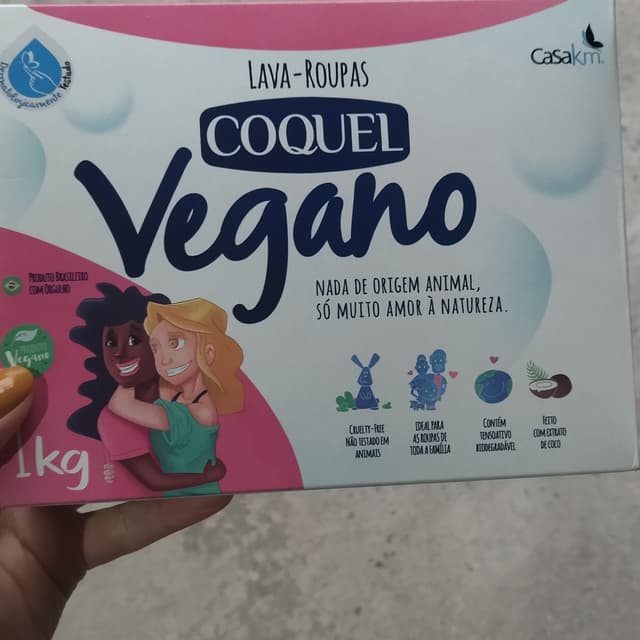 Dermatologicamente Testado
CASAKM
LAVA-ROUPAS
COQUEL
Vegano
NADA DE ORIGEM ANIMAL,
SÓ MUITO AMOR À NATUREZA.
PRODUTO BRASILEIRO
COM ORGULHO
Vegano
1kg
CRUELTY-FREE
NÃO TESTADO EM
ANIMAIS
IDEAL PARA
AS ROUPAS DE
TODA A FAMÍLIA
CONTÉM
TENSOATIVO
BIODEGRADÁVEL
FEITO
COM EXTRATO
DE COCO